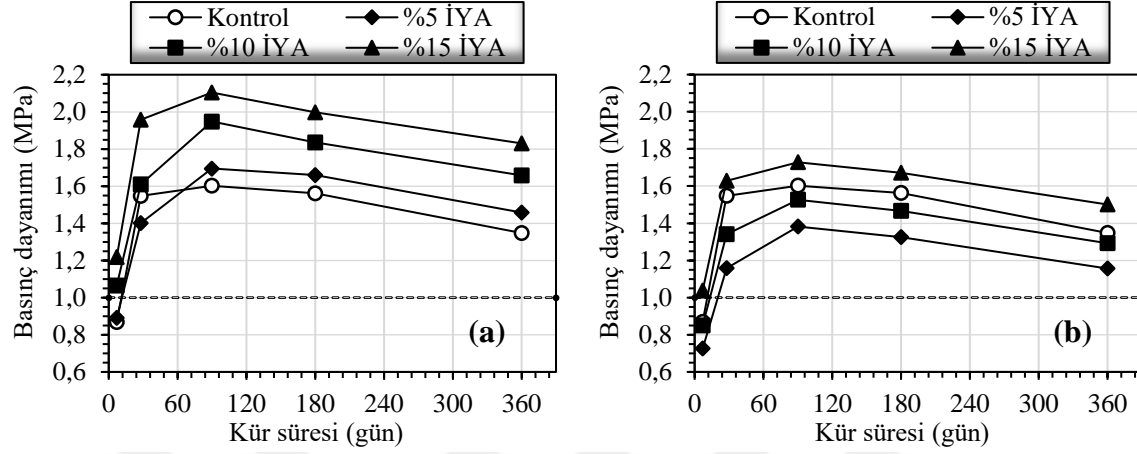 Kontrol %5 İYA
%10 İYA %15 İYA
Basınç dayanımı (MPa)
2,2
2,0
1,8
1,6
1,4
1,2
1,0
0,8
0,6
(a)
0 60 120 180 240 300 360
Kür süresi (gün)
Kontrol %5 İYA
%10 İYA %15 İYA
Basınç dayanımı (MPa)
2,2
2,0
1,8
1,6
1,4
1,2
1,0
0,8
0,6
(b)
0 60 120 180 240 300 360
Kür süresi (gün)